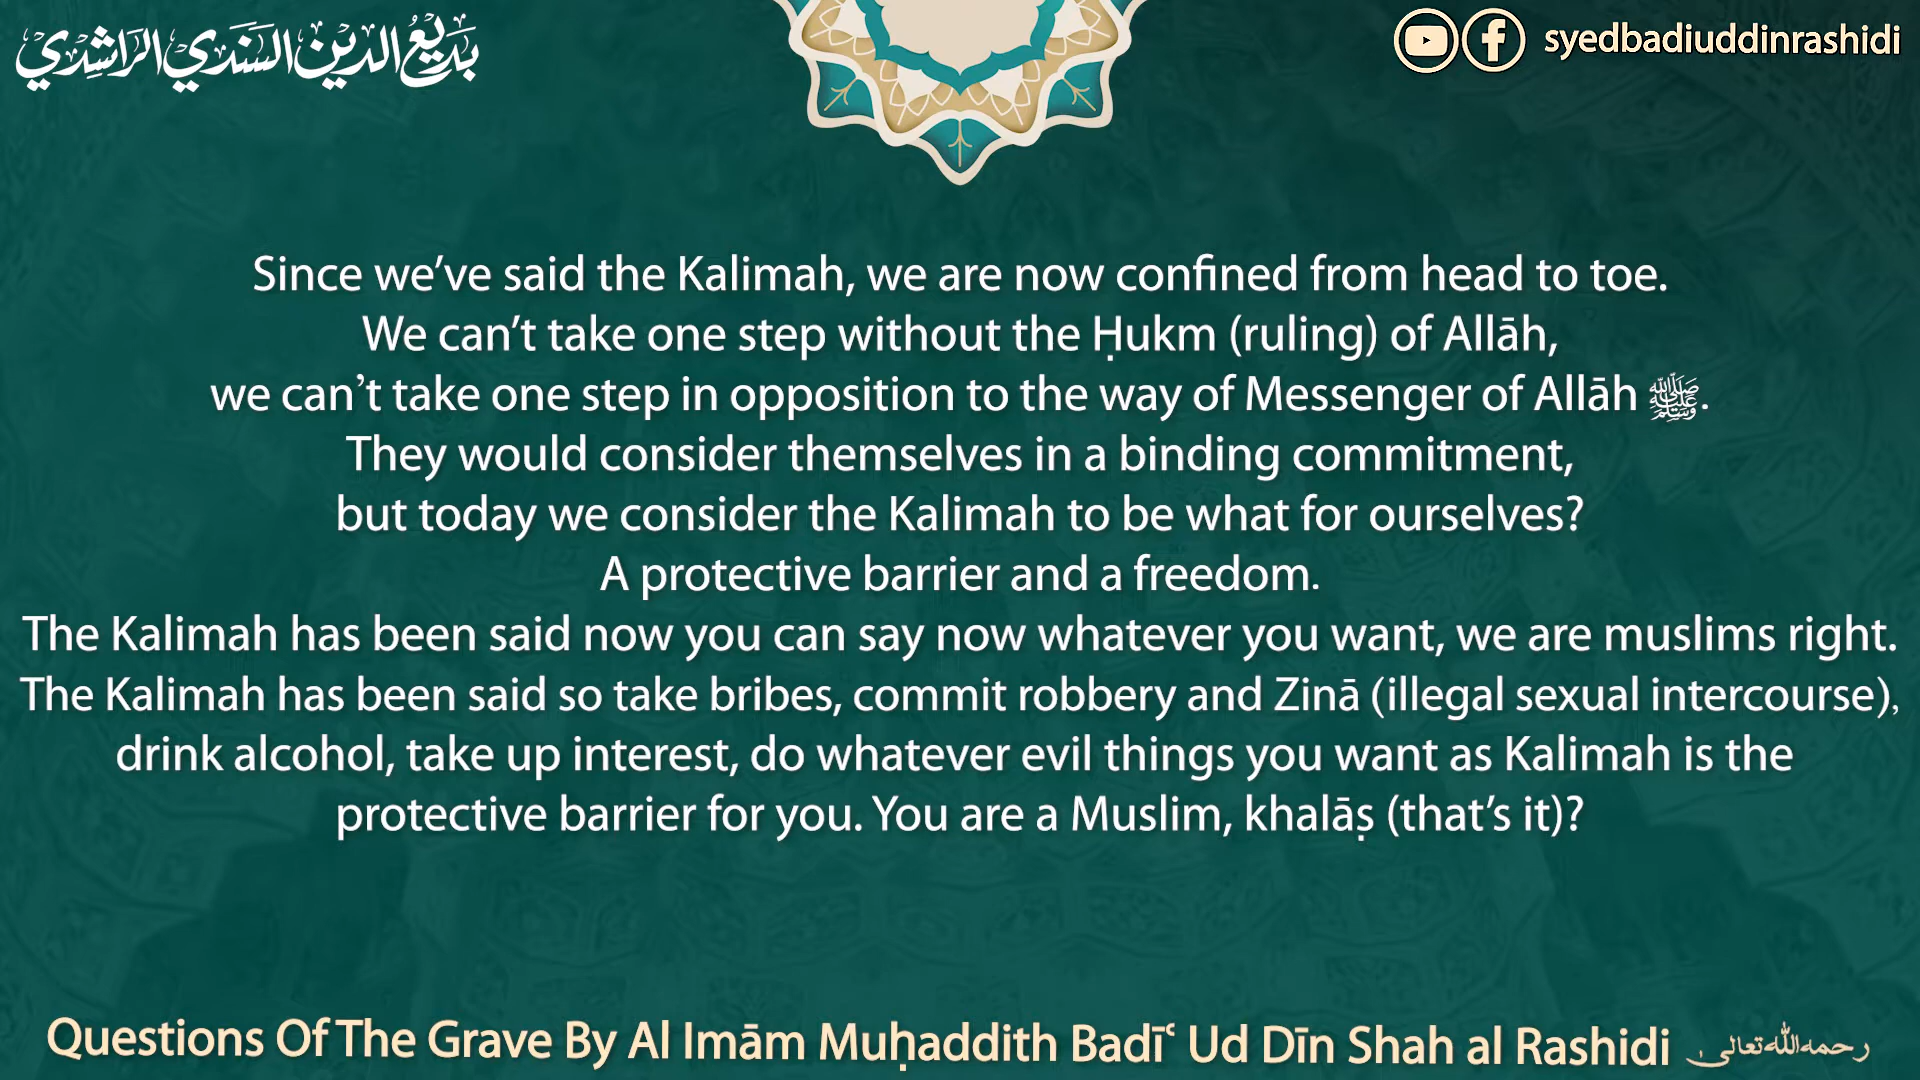 بديع الدين السندي الراشدي
syedbadiuddinrashidi
Since we’ve said the Kalimah, we are now confined from head to toe.
We can’t take one step without the Ḥukm (ruling) of Allāh,
we can’t take one step in opposition to the way of Messenger of Allāh ﷺ.
They would consider themselves in a binding commitment,
but today we consider the Kalimah to be what for ourselves?
A protective barrier and a freedom.
The Kalimah has been said now you can say now whatever you want, we are muslims right.
The Kalimah has been said so take bribes, commit robbery and Zinā (illegal sexual intercourse),
drink alcohol, take up interest, do whatever evil things you want as Kalimah is the
protective barrier for you. You are a Muslim, khalāṣ (that’s it)?
Questions Of The Grave By Al Imām Muḥaddith Badīʿ Ud Dīn Shah al Rashidi رحمه الله تعالى